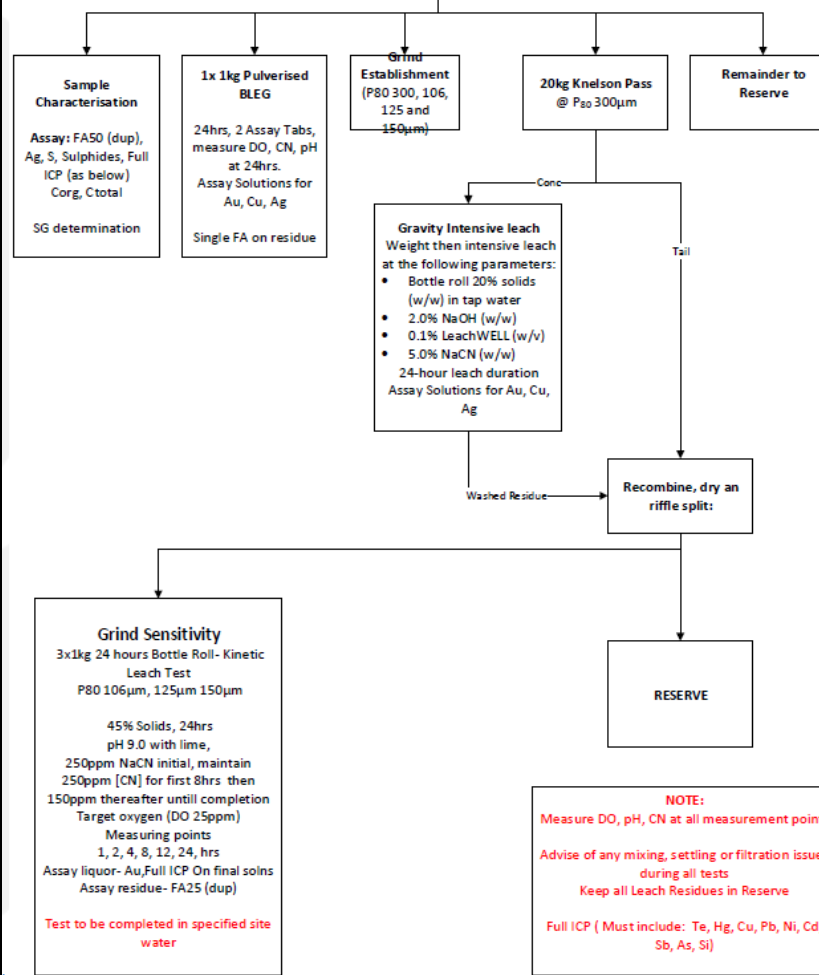 Sample
Characterisation
Assay: FA50 (dup),
Ag, S, Sulphides, Full
ICP (as below)
Corg, Ctotal
SG determination
1x 1kg Pulverised
BLEG
24hrs, 2 Assay Tabs,
measure DO, CN, pH
at 24hrs.
Assay Solutions for
Au, Cu, Ag
Single FA on residue
Grind
Establishment
(P80 300, 106,
125 and
150µm)
20kg Knelson Pass
@ P₈₀ 300µm
Remainder to
Reserve
Conc
Tail
Gravity Intensive leach
Weight then intensive leach
at the following parameters:
• Bottle roll 20% solids
(w/w) in tap water
• 2.0% NaOH (w/w)
• 0.1% LeachWELL (w/v)
• 5.0% NaCN (w/w)
24-hour leach duration
Assay Solutions for Au, Cu,
Ag
Washed Residue
Recombine, dry an
riffle split:
Grind Sensitivity
3x1kg 24 hours Bottle Roll- Kinetic
Leach Test
P80 106µm, 125µm 150µm
45% Solids, 24hrs
pH 9.0 with lime,
250ppm NaCN initial, maintain
250ppm [CN] for first 8hrs then
150ppm thereafter untill completion
Target oxygen (DO 25ppm)
Measuring points
1, 2, 4, 8, 12, 24, hrs
Assay liquor- Au,Full ICP On final solns
Assay residue- FA25 (dup)
Test to be completed in specified site
water
RESERVE
NOTE:
Measure DO, pH, CN at all measurement point
Advise of any mixing, settling or filtration issue
during all tests
Keep all Leach Residues in Reserve
Full ICP ( Must include: Te, Hg, Cu, Pb, Ni, Cd
Sb, As, Si)